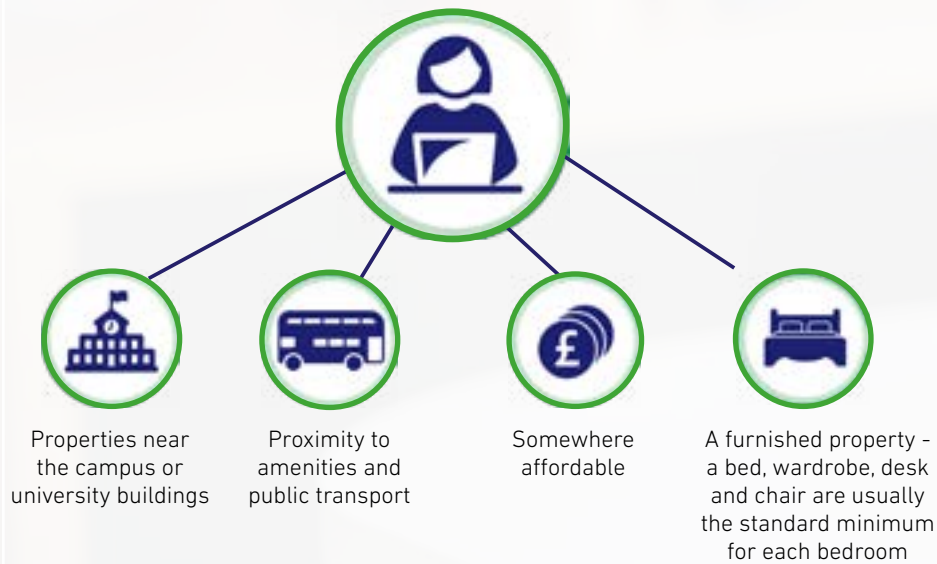 Properties near
the campus or
university buildings
Proximity to
amenities and
public transport
Somewhere
affordable
A furnished property -
a bed, wardrobe, desk
and chair are usually
the standard minimum
for each bedroom
£